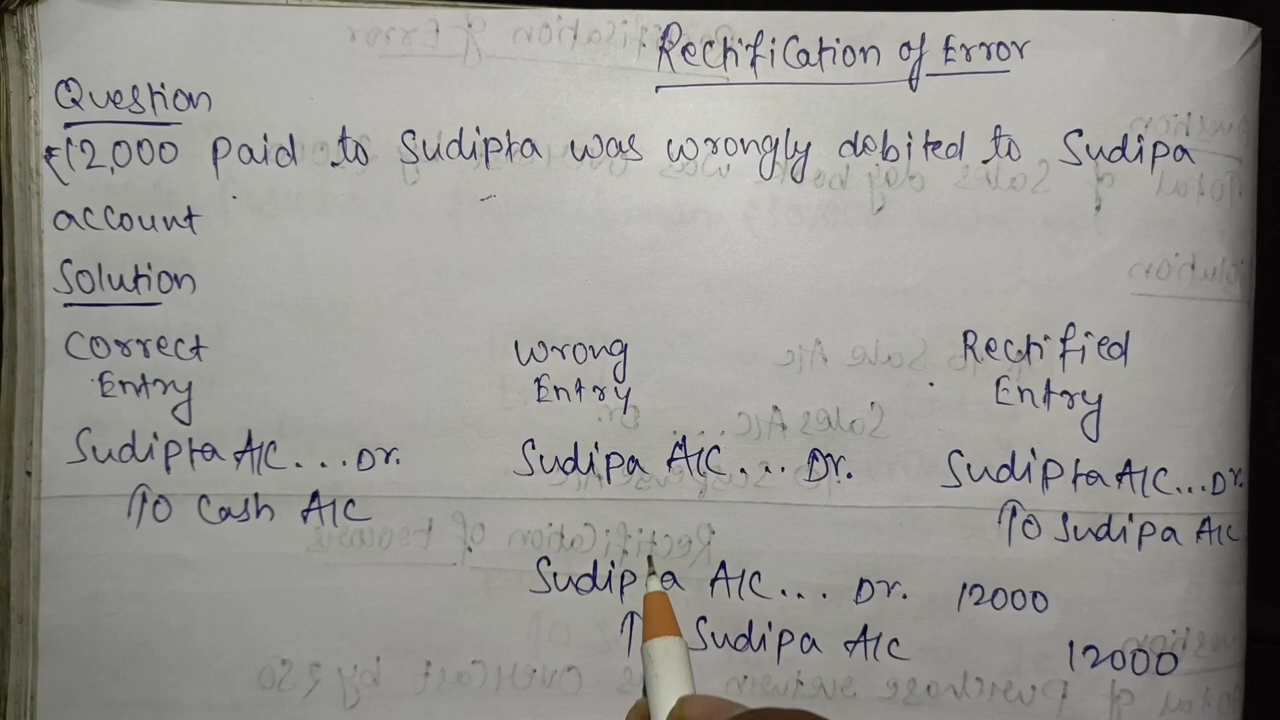 Rectification of Error
Question
₹12,000 paid to Sudipta was wrongly debited to Sudipa
account
Solution
Correct Entry
Wrong Entry
Rectified Entry
Sudipta A/C... Dr.
To Cash A/C
Sudipa A/C... Dr.
Sudipta A/C... Dr.
To Sudipa A/C
Sudipta A/C... Dr. 12000
Sudipa A/C 12000